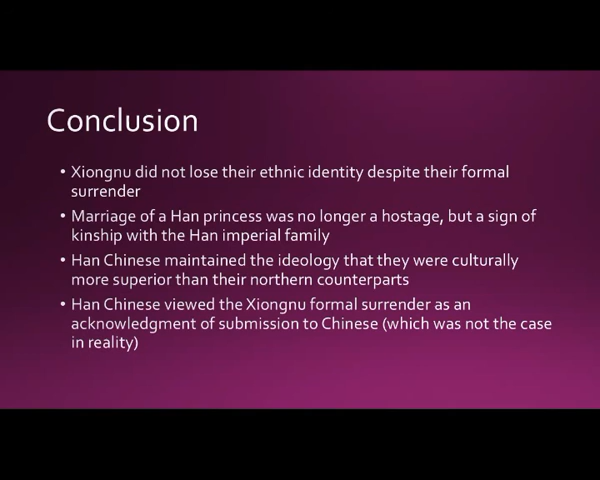 Conclusion
• Xiongnu did not lose their ethnic identity despite their formal
surrender
• Marriage of a Han princess was no longer a hostage, but a sign of
kinship with the Han imperial family
• Han Chinese maintained the ideology that they were culturally
more superior than their northern counterparts
• Han Chinese viewed the Xiongnu formal surrender as an
acknowledgment of submission to Chinese (which was not the case
in reality)